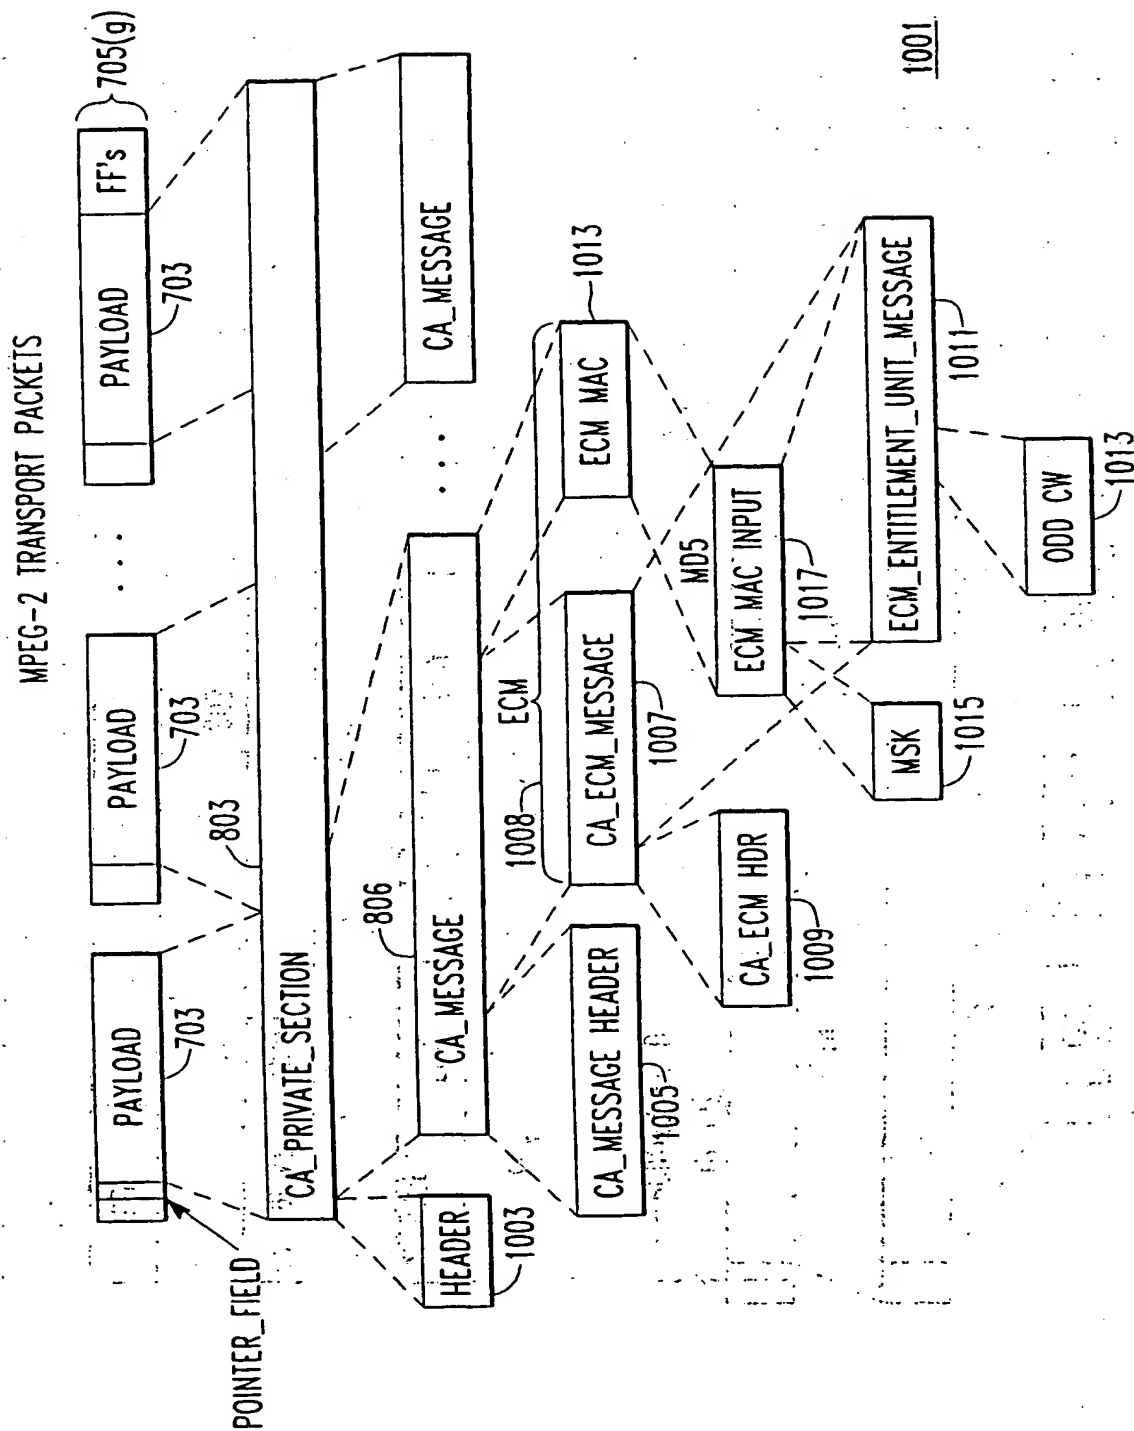 MPEG-2 TRANSPORT PACKETS
POINTER_FIELD
PAYLOAD
703
PAYLOAD
703
. . .
PAYLOAD
703
FF's
705(g)
803
CA_PRIVATE_SECTION
HEADER
1003
806
CA_MESSAGE
. . .
CA_MESSAGE
CA_MESSAGE HEADER
1005
1008
ECM
CA_ECM_MESSAGE
1007
ECM MAC
1013
CA_ECM HDR
1009
MD5
ECM MAC INPUT
1017
MSK
1015
ECM_ENTITLEMENT_UNIT_MESSAGE
1011
ODD CW
1013
1001